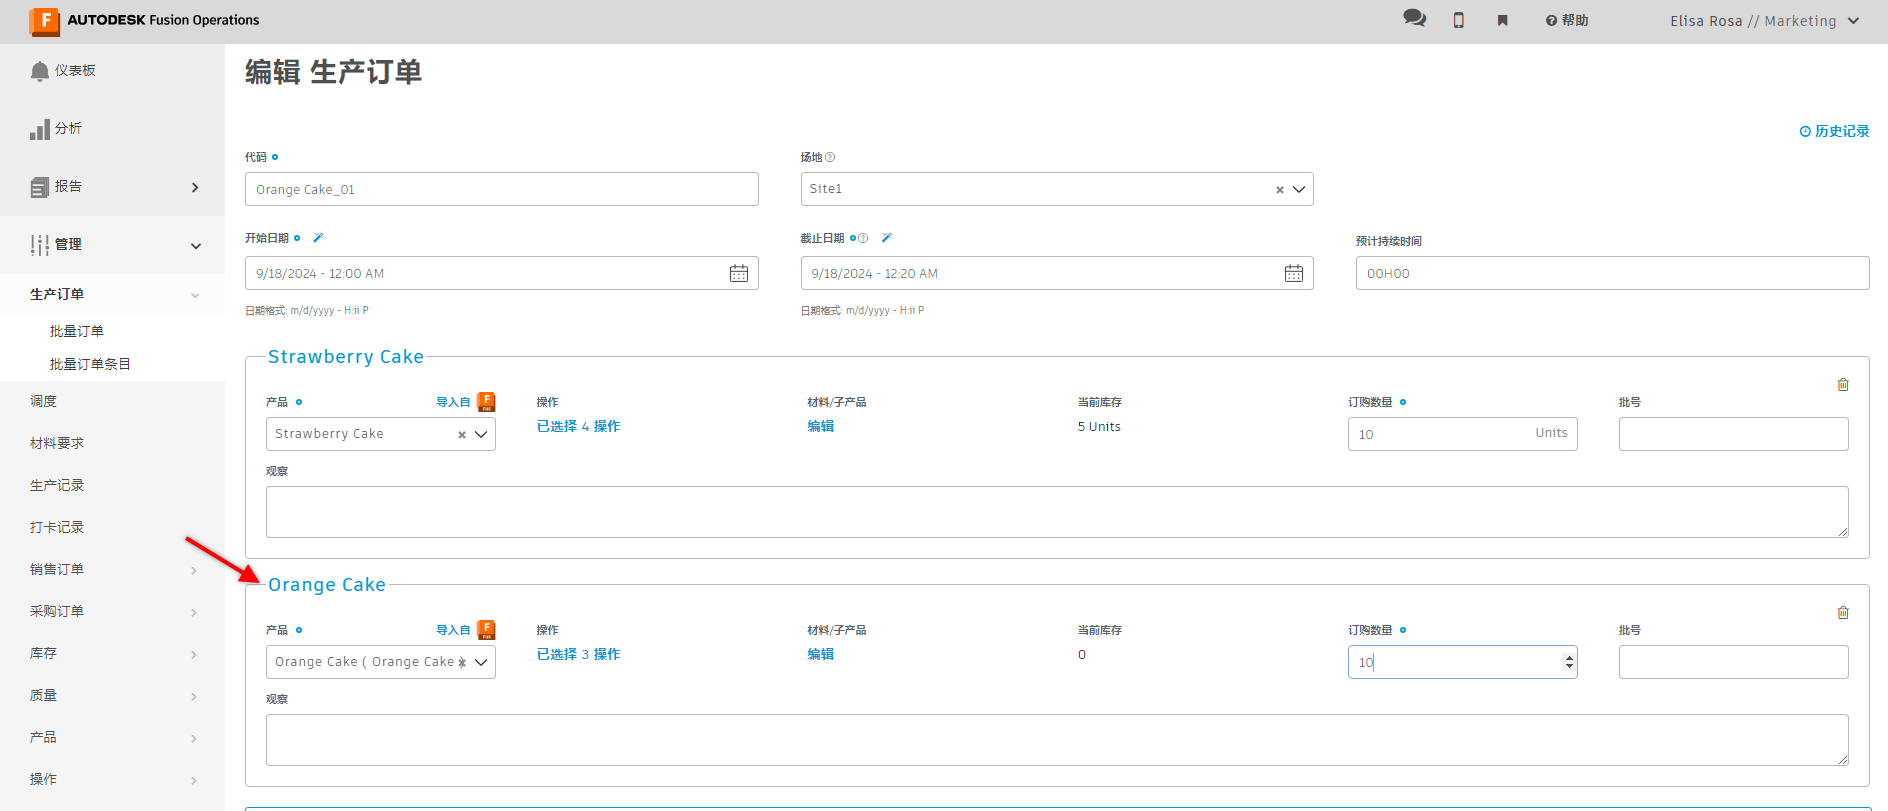 AUTODESK Fusion Operations
帮助
Elisa Rosa // Marketing
仪表板
分析
报告
管理
生产订单
批量订单
批量订单条目
调度
材料要求
生产记录
打卡记录
销售订单
采购订单
库存
质量
产品
操作
编辑 生产订单
历史记录
代码
Orange Cake_01
场地
Site1
开始日期
9/18/2024 - 12:00 AM
日期格式: m/d/yyyy - H:ii P
截止日期
9/18/2024 - 12:20 AM
日期格式: m/d/yyyy - H:ii P
预计持续时间
00H00
Strawberry Cake
产品
导入自
Strawberry Cake
操作
已选择 4 操作
材料/子产品
编辑
当前库存
5 Units
订购数量
10 Units
批号
观察
Orange Cake
产品
导入自
Orange Cake ( Orange Cake
操作
已选择 3 操作
材料/子产品
编辑
当前库存
0
订购数量
10
批号
观察